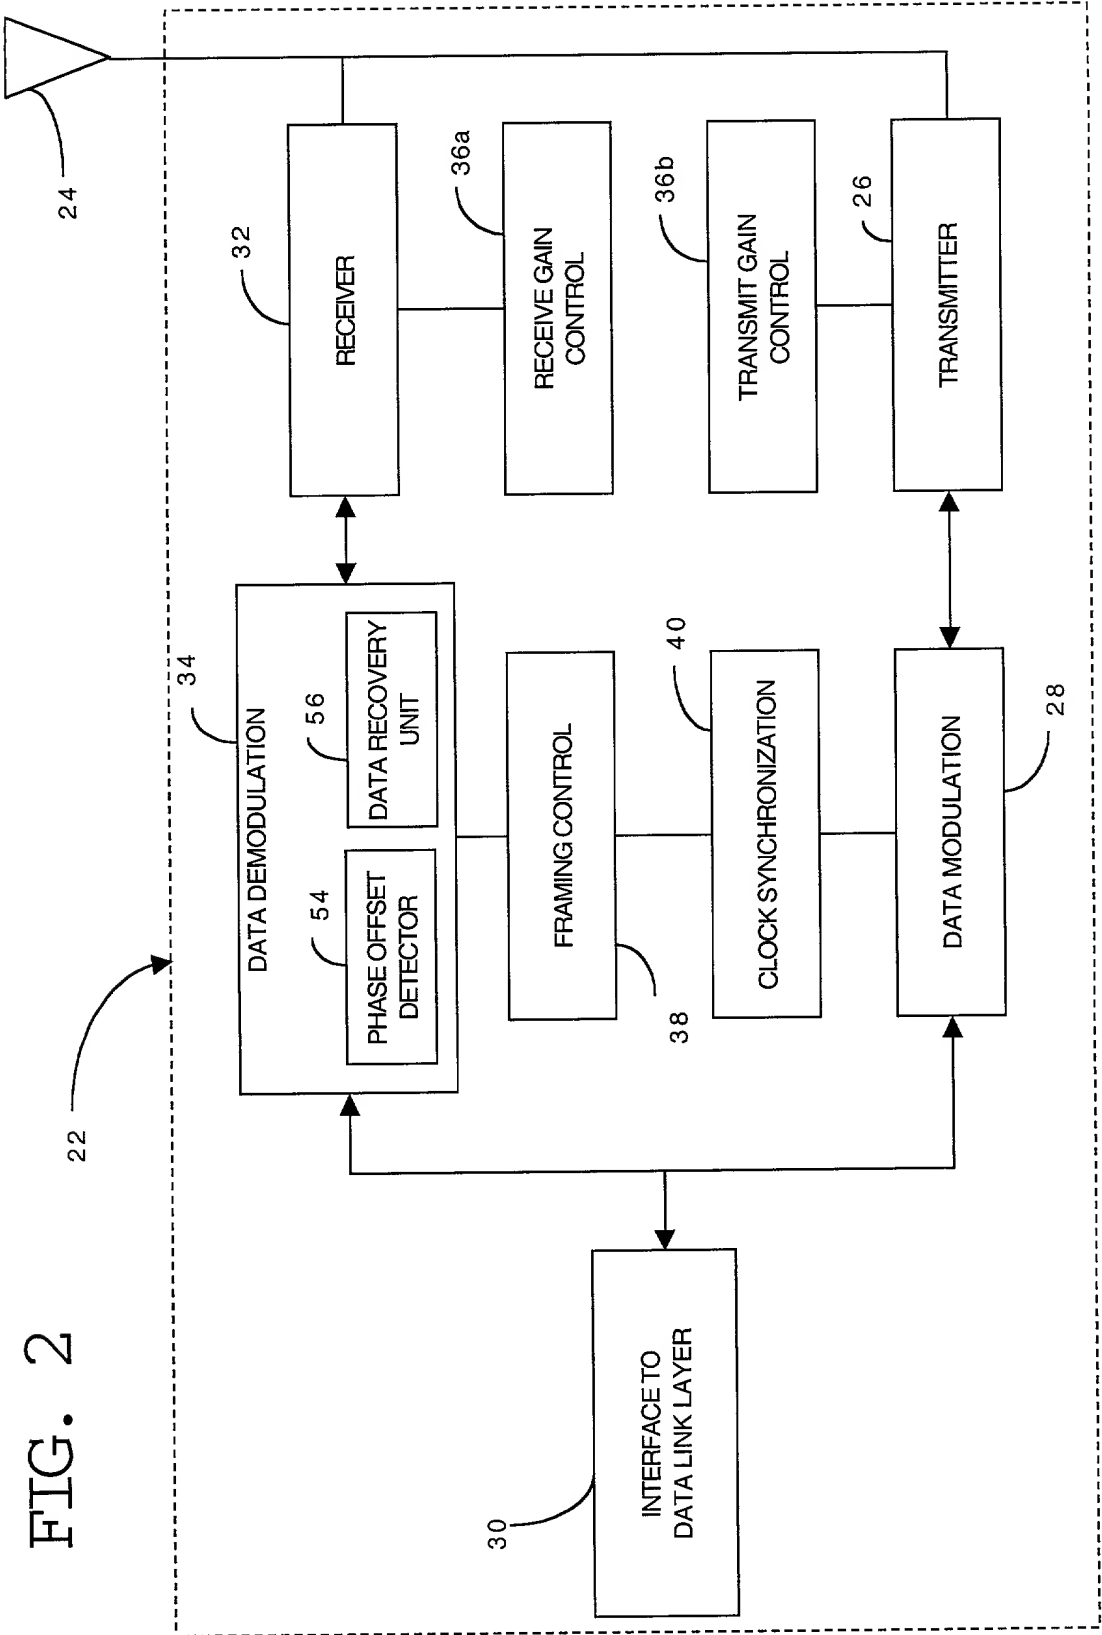 FIG. 2
22
24
34
DATA DEMODULATION
54
PHASE OFFSET
DETECTOR
56
DATA RECOVERY
UNIT
32
RECEIVER
36a
RECEIVE GAIN
CONTROL
38
FRAMING CONTROL
30
INTERFACE TO
DATA LINK LAYER
40
CLOCK SYNCHRONIZATION
36b
TRANSMIT GAIN
CONTROL
28
DATA MODULATION
26
TRANSMITTER